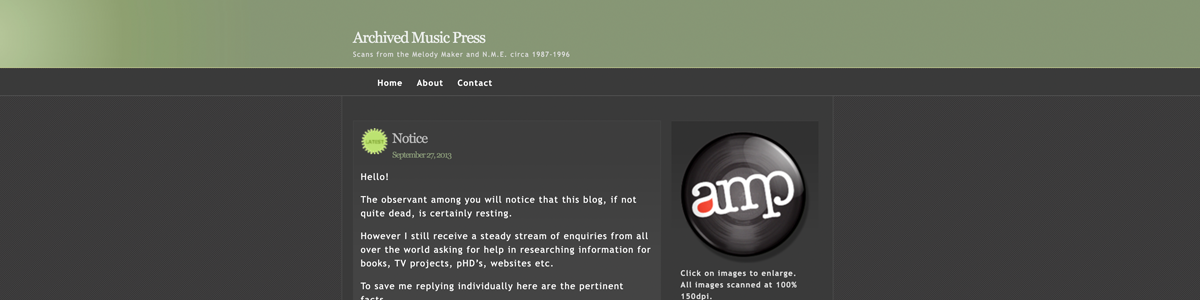 Archived Music Press
Scans from the Melody Maker and N.M.E. circa 1987-1996
Home About Contact
LATEST
Notice
September 27, 2013
Hello!
The observant among you will notice that this blog, if not
quite dead, is certainly resting.
However I still receive a steady stream of enquiries from all
over the world asking for help in researching information for
books, TV projects, pHD's, websites etc.
To save me replying individually here are the pertinent
facts
amp
Click on images to enlarge.
All images scanned at 100%
150dpi.